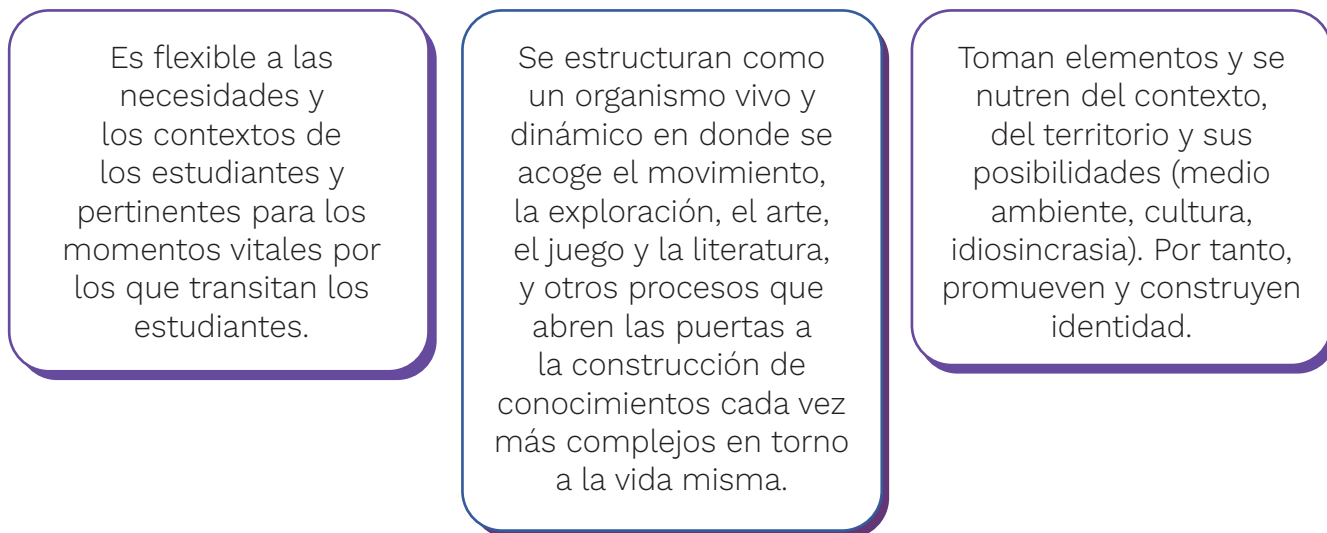 Es flexible a las
necesidades y
los contextos de
los estudiantes y
pertinentes para los
momentos vitales por
los que transitan los
estudiantes.
Se estructuran como
un organismo vivo y
dinámico en donde se
acoge el movimiento,
la exploración, el arte,
el juego y la literatura,
y otros procesos que
abren las puertas a
la construcción de
conocimientos cada vez
más complejos en torno
a la vida misma.
Toman elementos y se
nutren del contexto,
del territorio y sus
posibilidades (medio
ambiente, cultura,
idiosincrasia). Por tanto,
promueven y construyen
identidad.